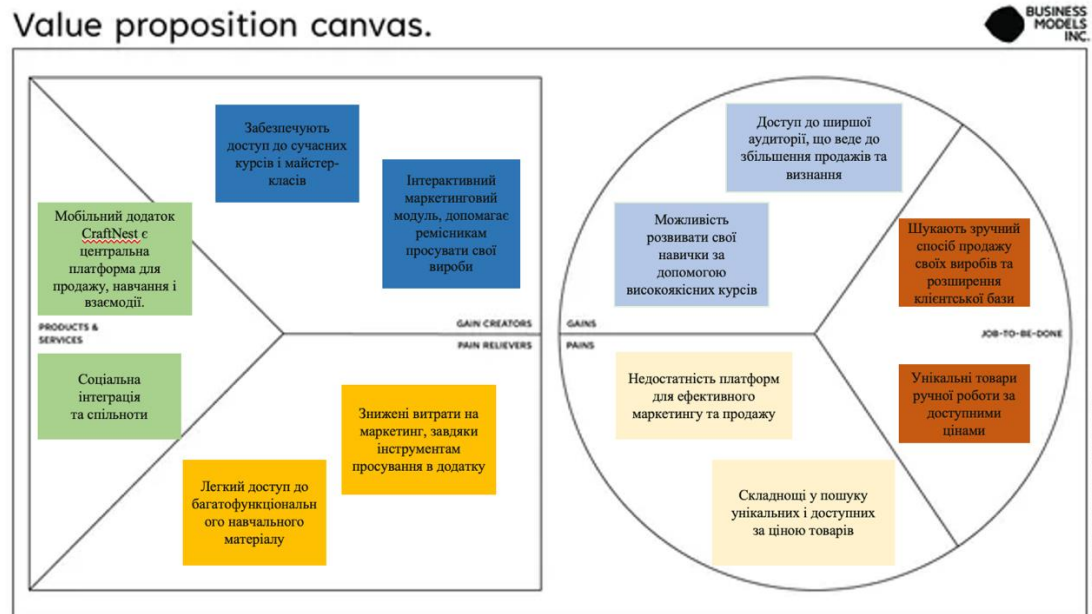 Value proposition canvas.
BUSINESS
MODELS
INC.
Забезпечують
доступ до сучасних
курсів і майстер-
класів
Інтерактивний
маркетинговий
модуль, допомагає
ремісникам
просувати свої
вироби
Мобільний додаток
CraftNest є
центральна
платформа для
продажу, навчання і
взаємодії.
PRODUCTS &
SERVICES
GAIN CREATORS
PAIN RELIEVERS
Соціальна
інтеграція
та спільноти
Знижені витрати на
маркетинг, завдяки
інструментам
просування в додатку
Легкий доступ до
багатофункціональн
ого навчального
матеріалу
Доступ до ширшої
аудиторії, що веде до
збільшення продажів та
визнання
Можливість
розвивати свої
навички за
допомогою
високоякісних курсів
Шукають зручний
спосіб продажу
своїх виробів та
розширення
клієнтської бази
GAINS
PAINS
JOB-TO-BE-DONE
Недостатність платформ
для ефективного
маркетингу та продажу
Унікальні товари
ручної роботи за
доступними
цінами
Складнощі у пошуку
унікальних і доступних
за ціною товарів